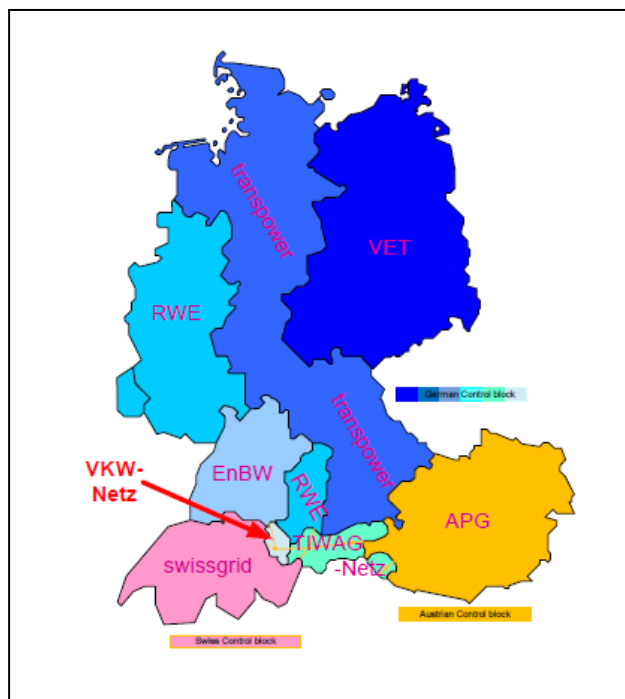 transpower
VET
RWE
German Control block
transpower
VKW-
Netz
EnBW
RWE
APG
TIWAG
-Netz
swissgrid
Austrian Control block
Swiss Control block